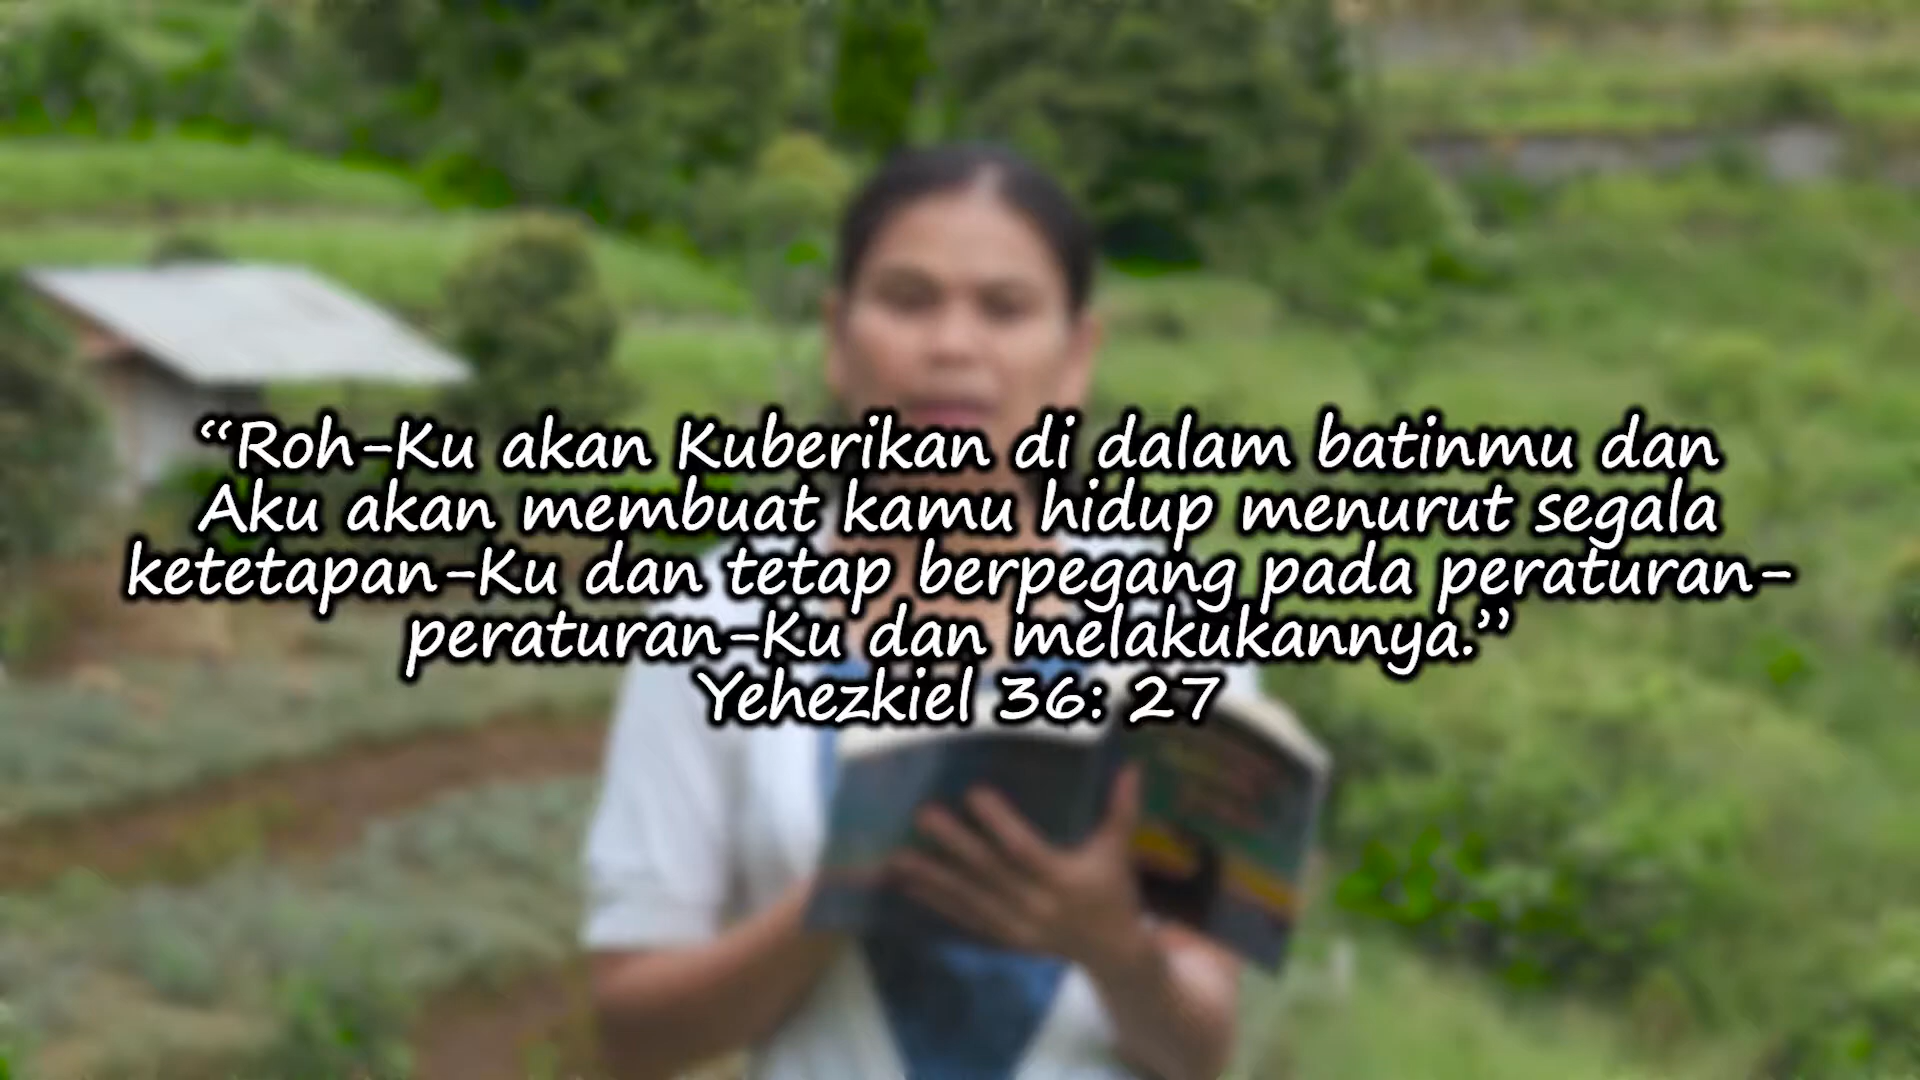 “Roh-Ku akan Kuberikan di dalam batinmu dan
Aku akan membuat kamu hidup menurut segala
ketetapan-Ku dan tetap berpegang pada peraturan-
peraturan-Ku dan melakukannya.”
Yehezkiel 36: 27